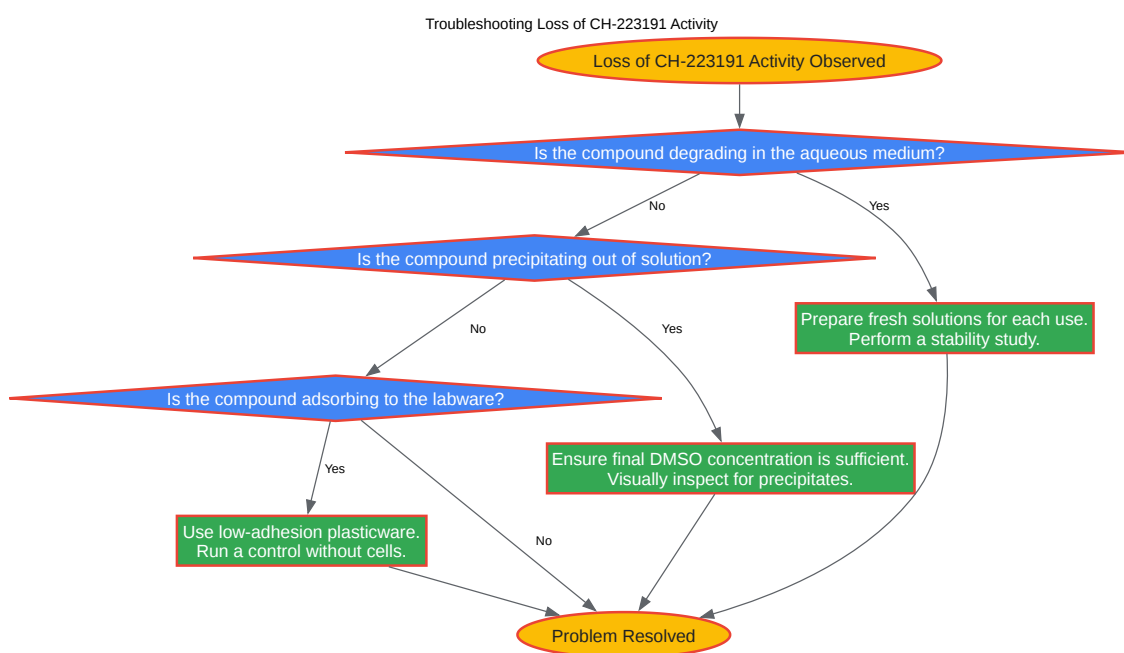 Troubleshooting Loss of CH-223191 Activity
Loss of CH-223191 Activity Observed
Is the compound degrading in the aqueous medium?
No
Yes
Is the compound precipitating out of solution?
Prepare fresh solutions for each use.
Perform a stability study.
No
Yes
Is the compound adsorbing to the labware?
Ensure final DMSO concentration is sufficient.
Visually inspect for precipitates.
Yes
Use low-adhesion plasticware.
Run a control without cells.
No
Problem Resolved